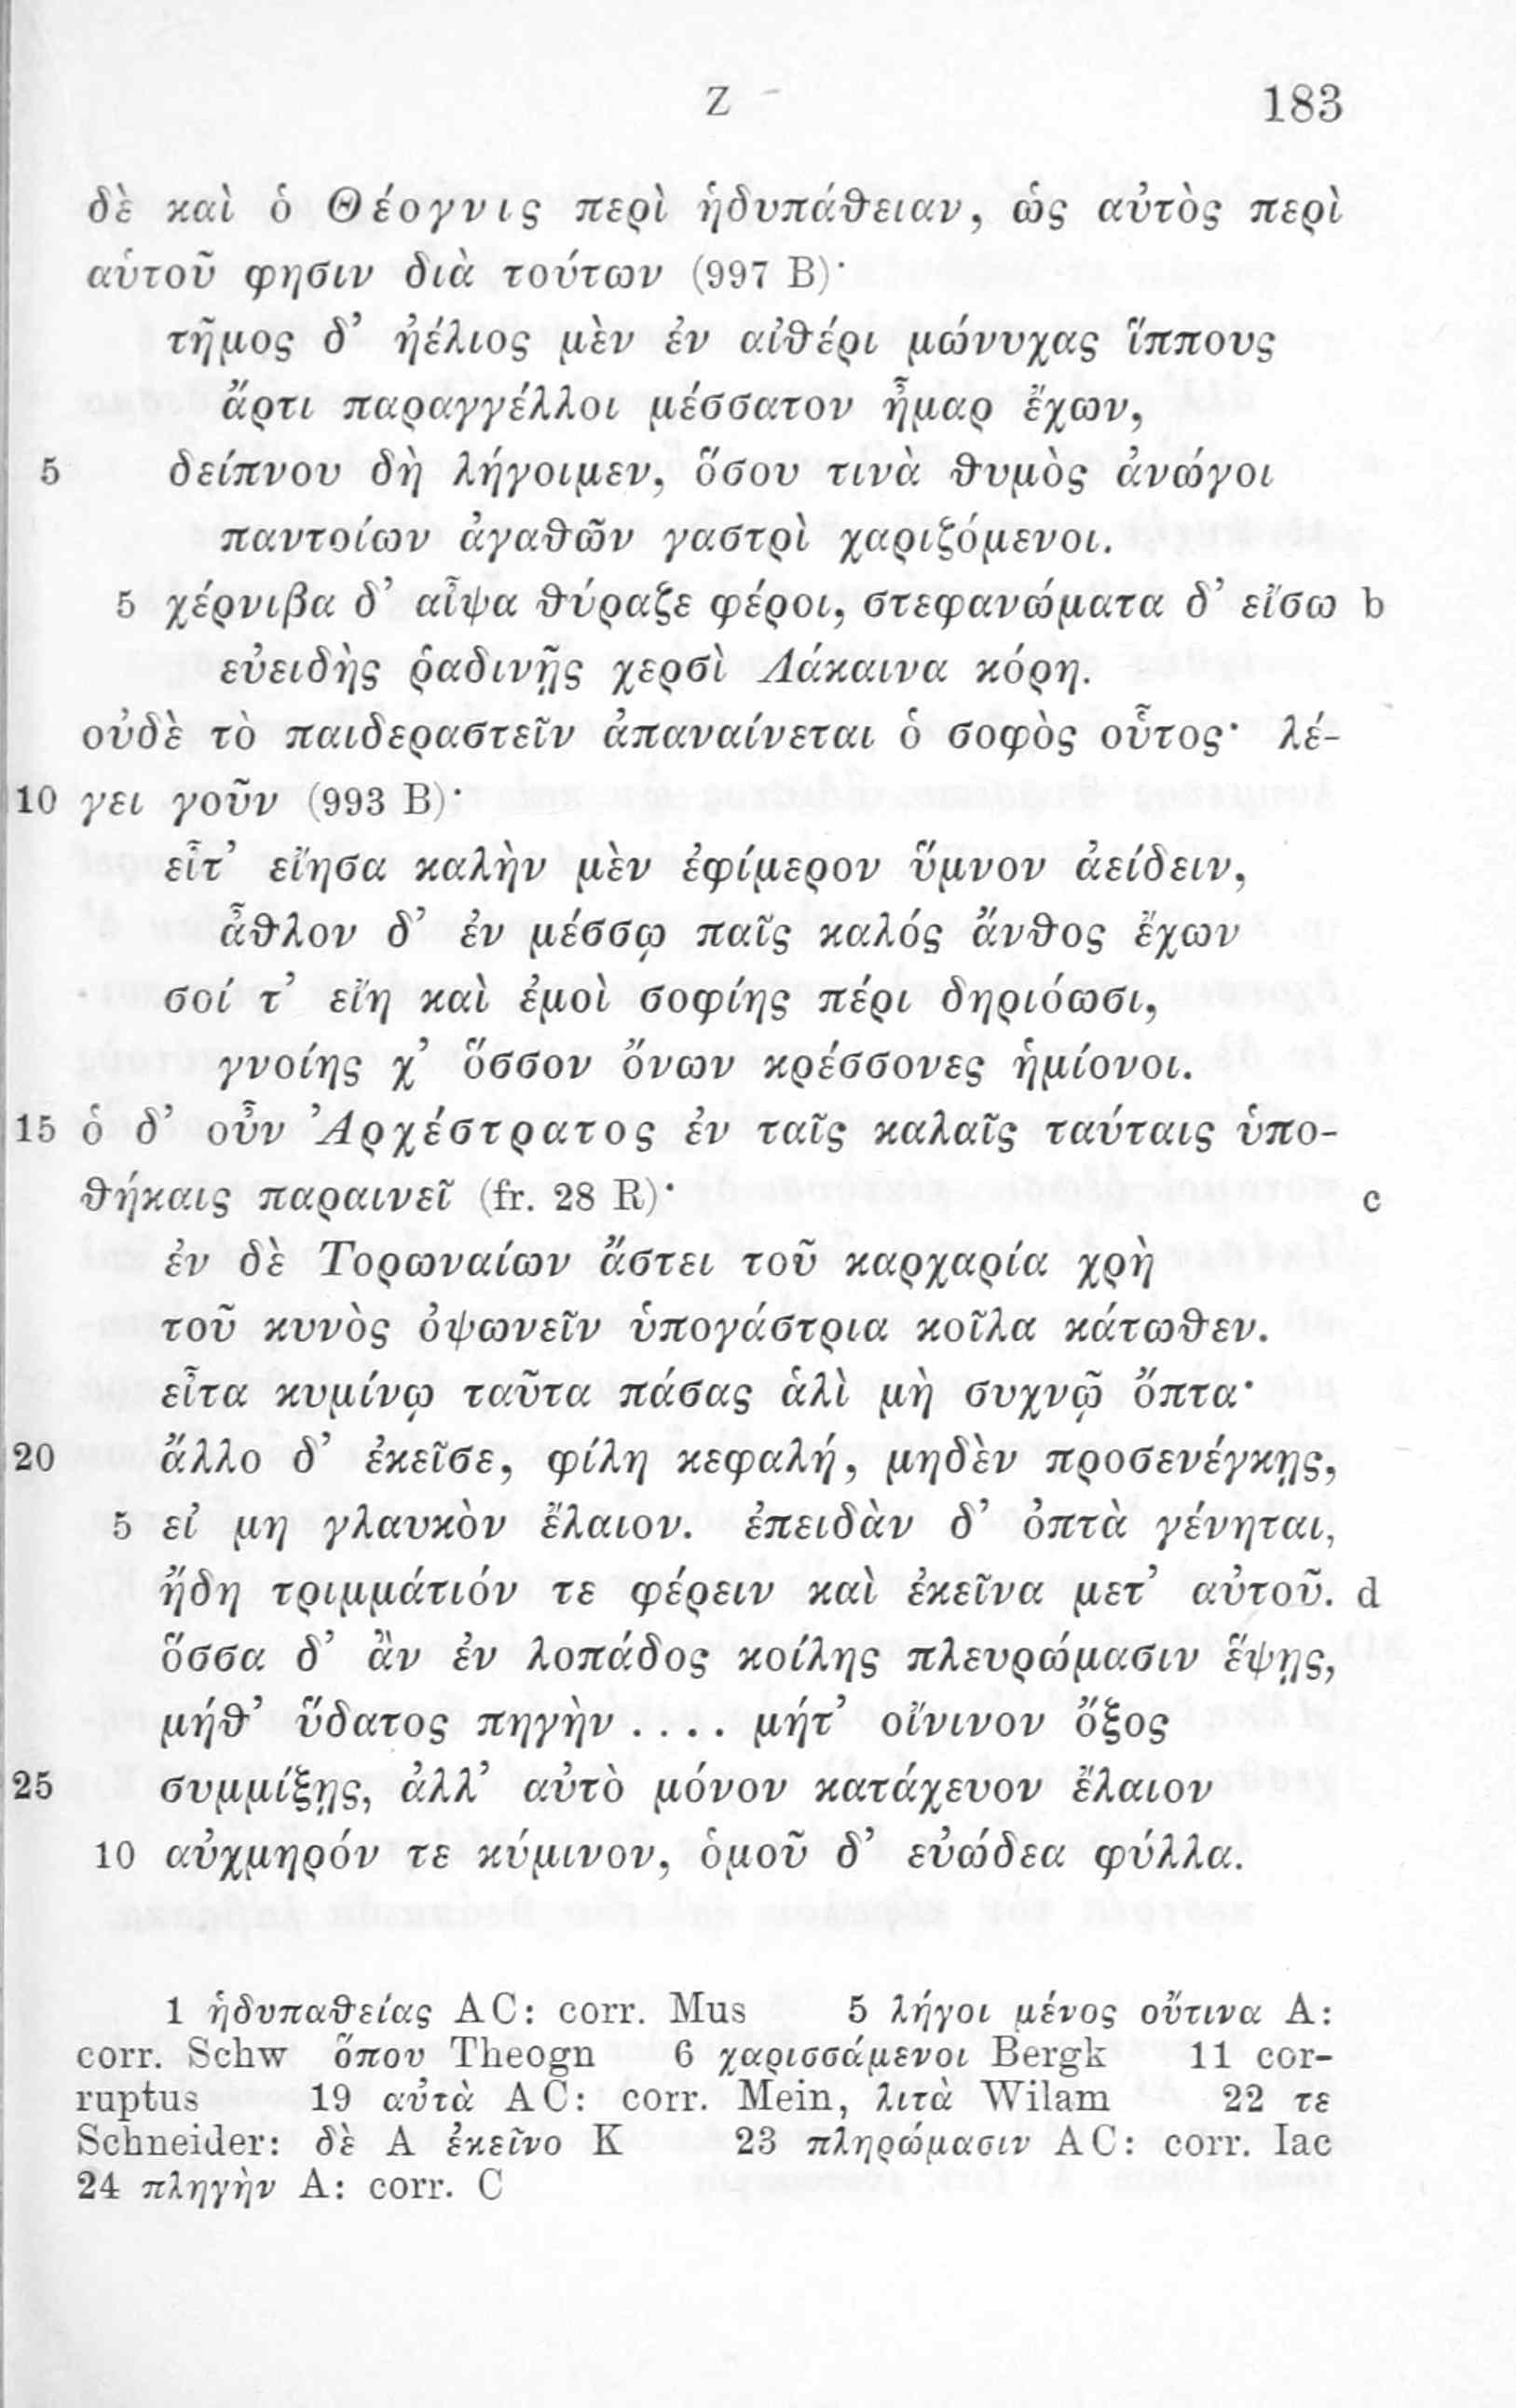 Z 183
δὲ καὶ ὁ Θέογνις περὶ ἡδυπάθειαν, ὡς αὐτὸς περὶ
αὑτοῦ φησιν διὰ τούτων (997 B)·
τῆμος δ’ ἠέλιος μὲν ἐν αἰθέρι μώνυχας ἵππους
ἄρτι παραγγέλλοι μέσσατον ἦμαρ ἔχων,
5 δείπνου δὴ λήγοιμεν, ὅσου τινὰ θυμὸς ἀνώγοι
παντοίων ἀγαθῶν γαστρὶ χαριζόμενοι.
5 χέρνιβα δ’ αἶψα θύραζε φέροι, στεφανώματα δ’ εἴσω b
εὐειδὴς ῥαδινῇς χερσὶ Λάκαινα κόρη.
οὐδὲ τὸ παιδεραστεῖν ἀπαναίνεται ὁ σοφὸς οὗτος· λέ-
10 γει γοῦν (993 B)·
εἶτ’ εἴησα καλὴν μὲν ἐφίμερον ὕμνον ἀείδειν,
ἆθλον δ’ ἐν μέσσῳ παῖς καλός ἄνθος ἔχων
σοί τ’ εἴη καὶ ἐμοὶ σοφίης πέρι δηριόωσι,
γνοίης χ’ ὅσσον ὄνων κρέσσονες ἡμίονοι.
15 ὁ δ’ οὖν Ἀρχέστρατος ἐν ταῖς καλαῖς ταύταις ὑπο-
θήκαις παραινεῖ (fr. 28 R)· c
ἐν δὲ Τορωναίων ἄστει τοῦ καρχαρία χρὴ
τοῦ κυνὸς ὀψωνεῖν ὑπογάστρια κοῖλα κάτωθεν.
εἶτα κυμίνῳ ταῦτα πάσας ἁλὶ μὴ συχνῷ ὄπτα·
20 ἄλλο δ’ ἐκεῖσε, φίλη κεφαλή, μηδὲν προσενέγκῃς,
5 εἰ μη γλαυκὸν ἔλαιον. ἐπειδὰν δ’ ὀπτὰ γένηται,
ἤδη τριμμάτιόν τε φέρειν καὶ ἐκεῖνα μετ’ αὐτοῦ. d
ὅσσα δ’ ἂν ἐν λοπάδος κοίλης πλευρώμασιν ἕψῃς,
μήθ’ ὕδατος πηγὴν .... μήτ’ οἴνινον ὄξος
25 συμμίξῃς, ἀλλ’ αὐτὸ μόνον κατάχευον ἔλαιον
10 αὐχμηρόν τε κύμινον, ὁμοῦ δ’ εὐώδεα φύλλα.
1 ἡδυπαθείας AC: corr. Mus 5 λήγοι μένος οὔτινα A:
corr. Schw ὅπου Theogn 6 χαρισσάμενοι Bergk 11 cor-
ruptus 19 αὐτὰ AC: corr. Mein, λιτὰ Wilam 22 τε
Schneider: δὲ A ἐκεῖνο K 23 πληρώμασιν AC: corr. Iac
24 πληγὴν A: corr. C